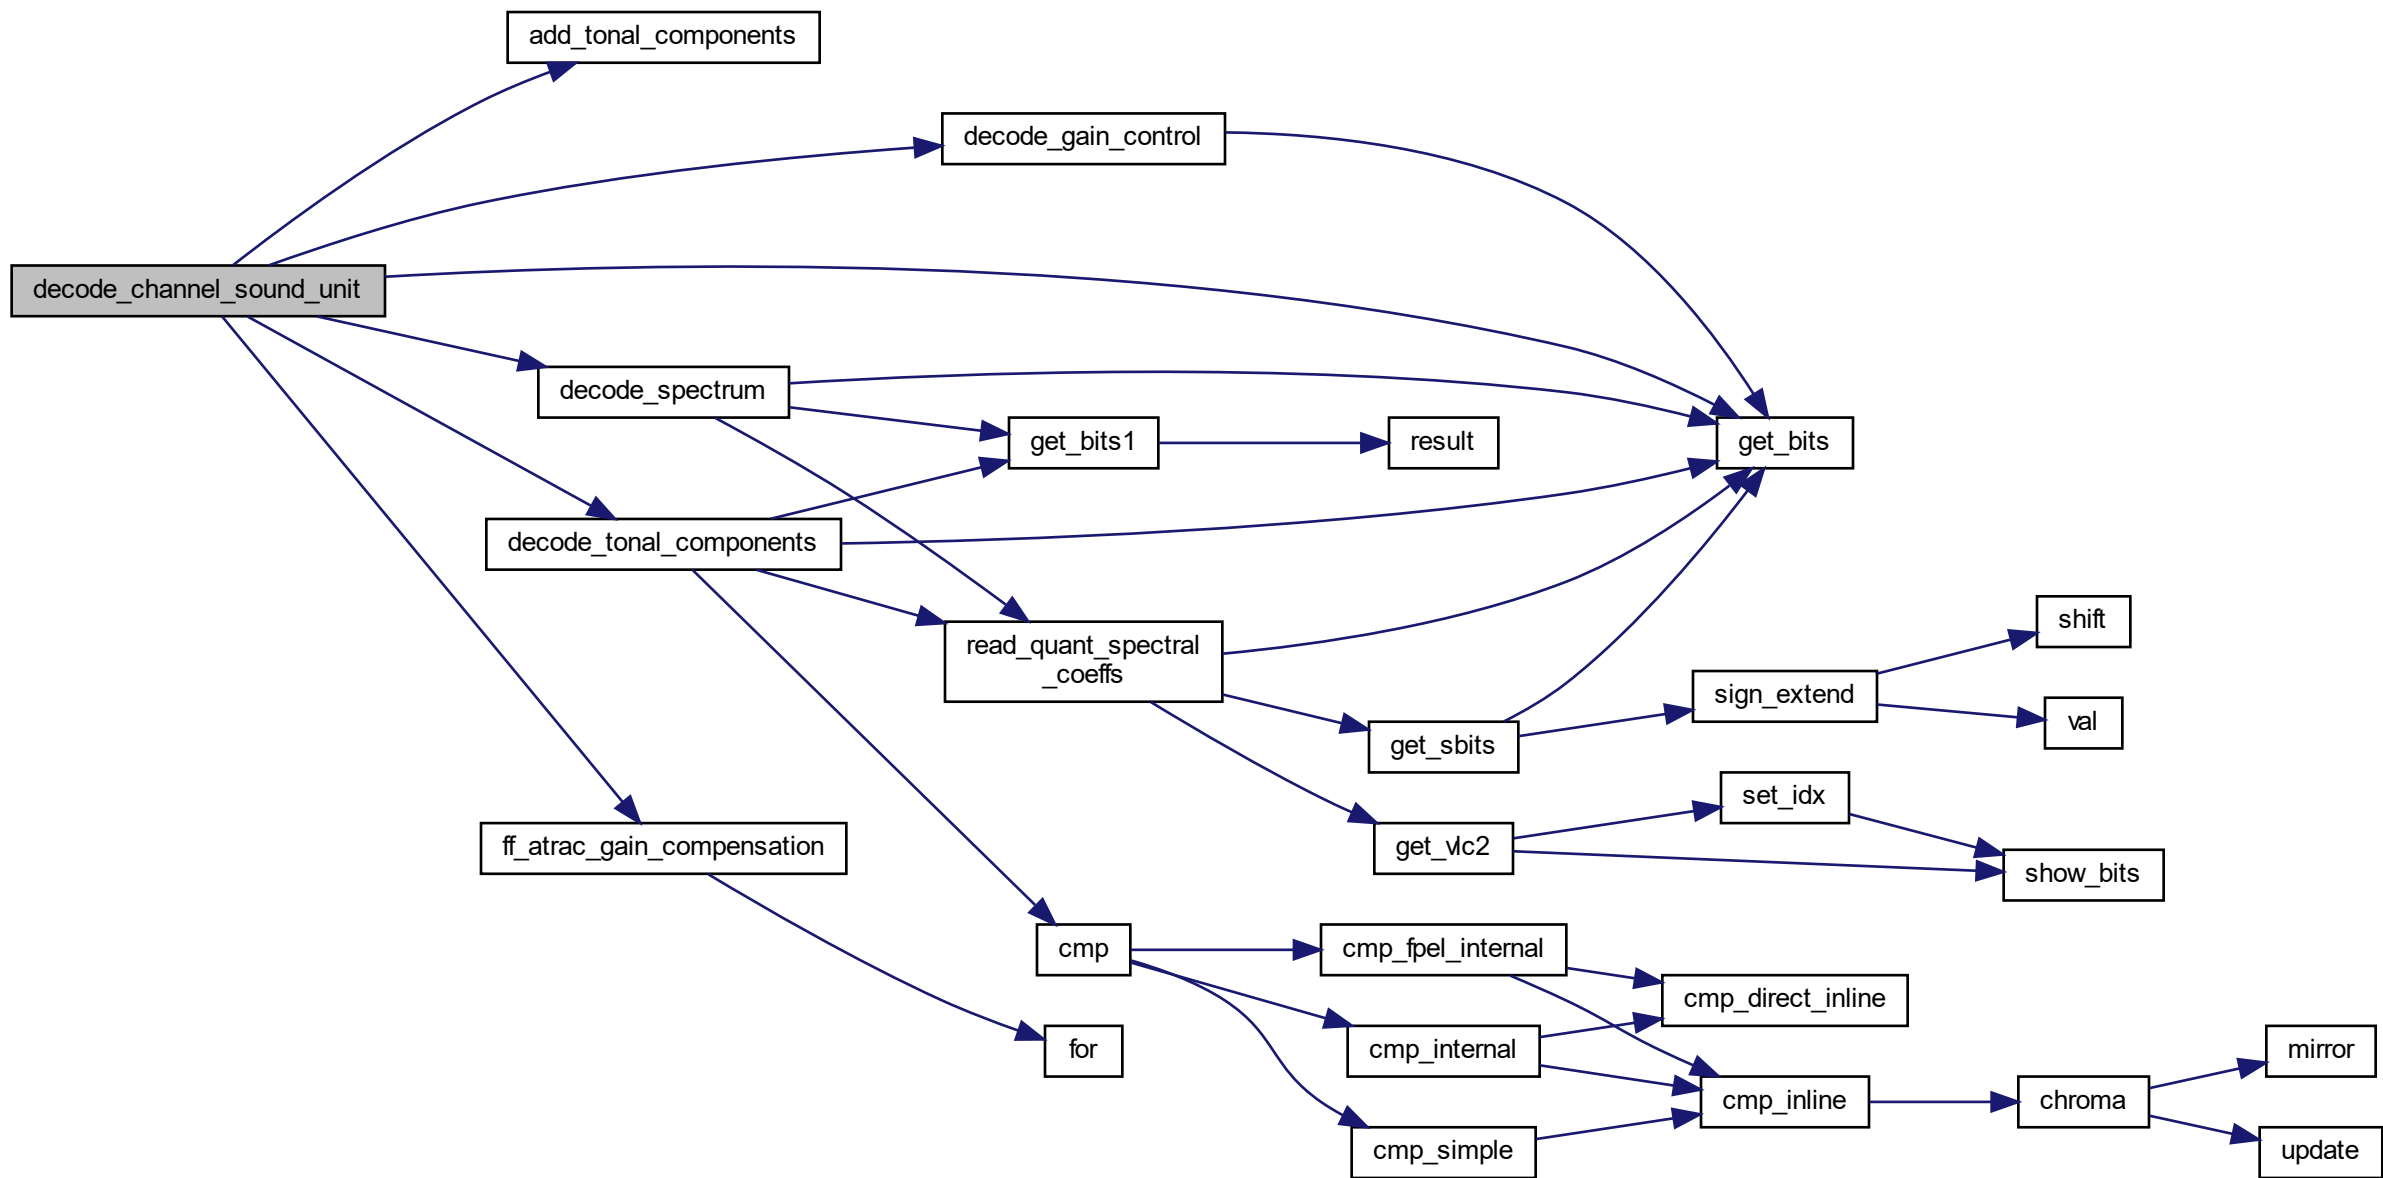 add_tonal_components
decode_gain_control
decode_channel_sound_unit
decode_spectrum
get_bits1
result
get_bits
decode_tonal_components
read_quant_spectral
_coeffs
shift
sign_extend
val
get_sbits
set_idx
get_vlc2
show_bits
ff_atrac_gain_compensation
cmp
cmp_fpel_internal
cmp_direct_inline
for
cmp_internal
mirror
cmp_inline
chroma
cmp_simple
update